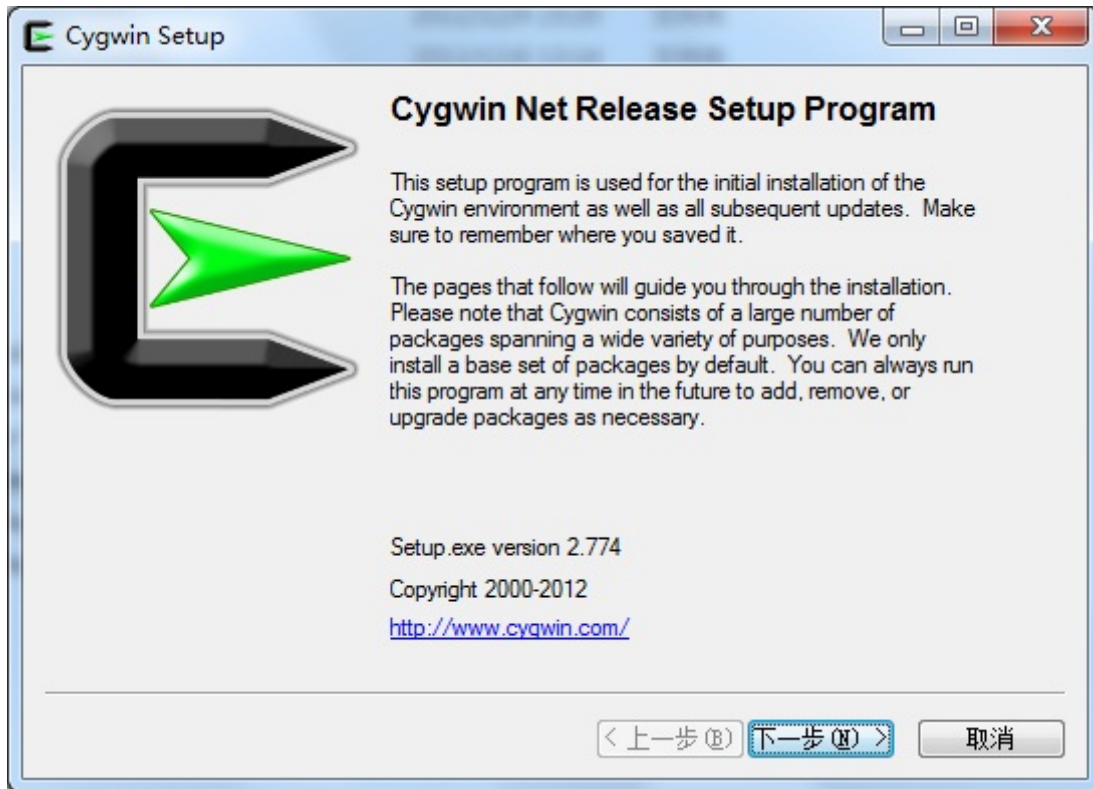 Cygwin Setup
Cygwin Net Release Setup Program
This setup program is used for the initial installation of the
Cygwin environment as well as all subsequent updates.  Make
sure to remember where you saved it.
The pages that follow will guide you through the installation.
Please note that Cygwin consists of a large number of
packages spanning a wide variety of purposes.  We only
install a base set of packages by default.  You can always run
this program at any time in the future to add, remove, or
upgrade packages as necessary.
Setup.exe version 2.774
Copyright 2000-2012
http://www.cygwin.com/
< 上一步(B) 下一步(N) > 取消